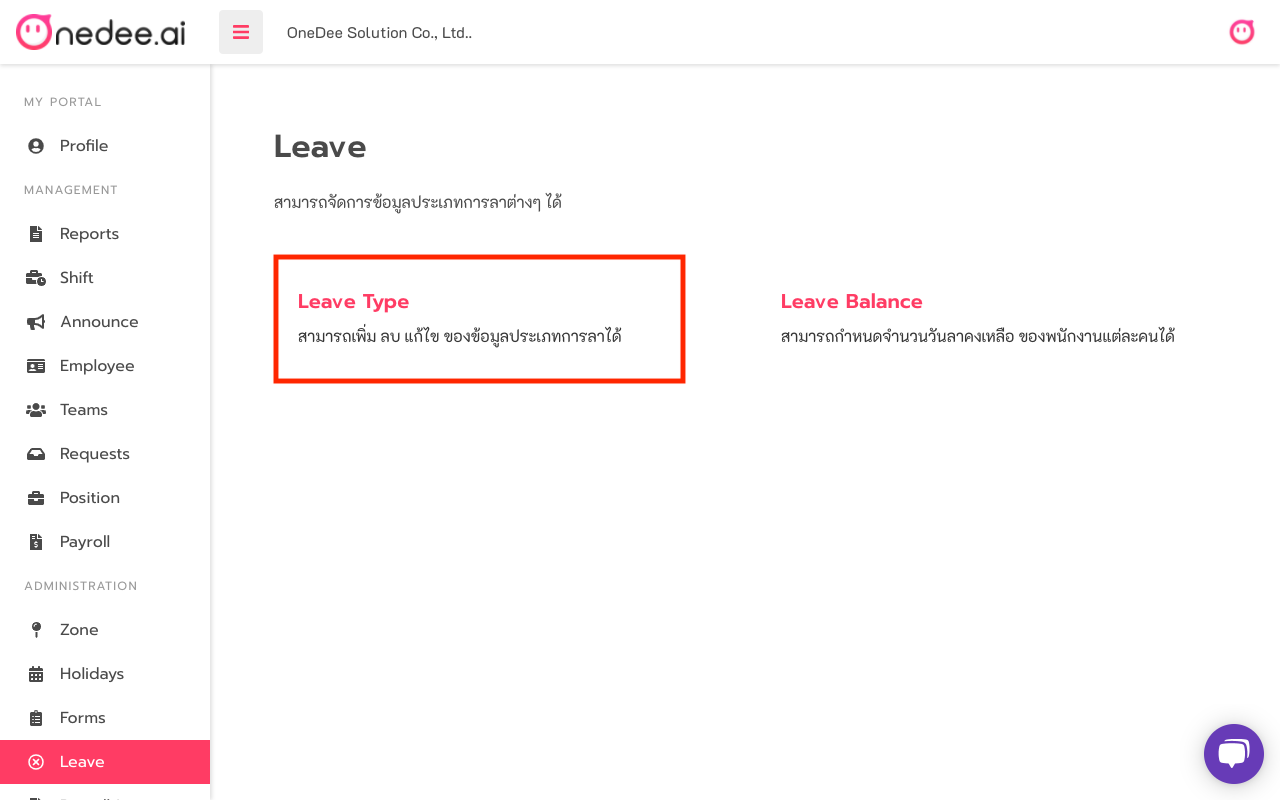 Onedee.ai
OneDee Solution Co., Ltd..
MY PORTAL
Profile
MANAGEMENT
Reports
Shift
Announce
Employee
Teams
Requests
Position
Payroll
ADMINISTRATION
Zone
Holidays
Forms
Leave
Leave
สามารถจัดการข้อมูลประเภทการลาต่างๆ ได้
Leave Type
สามารถเพิ่ม ลบ แก้ไข ของข้อมูลประเภทการลาได้
Leave Balance
สามารถกำหนดจำนวนวันลาคงเหลือ ของพนักงานแต่ละคนได้